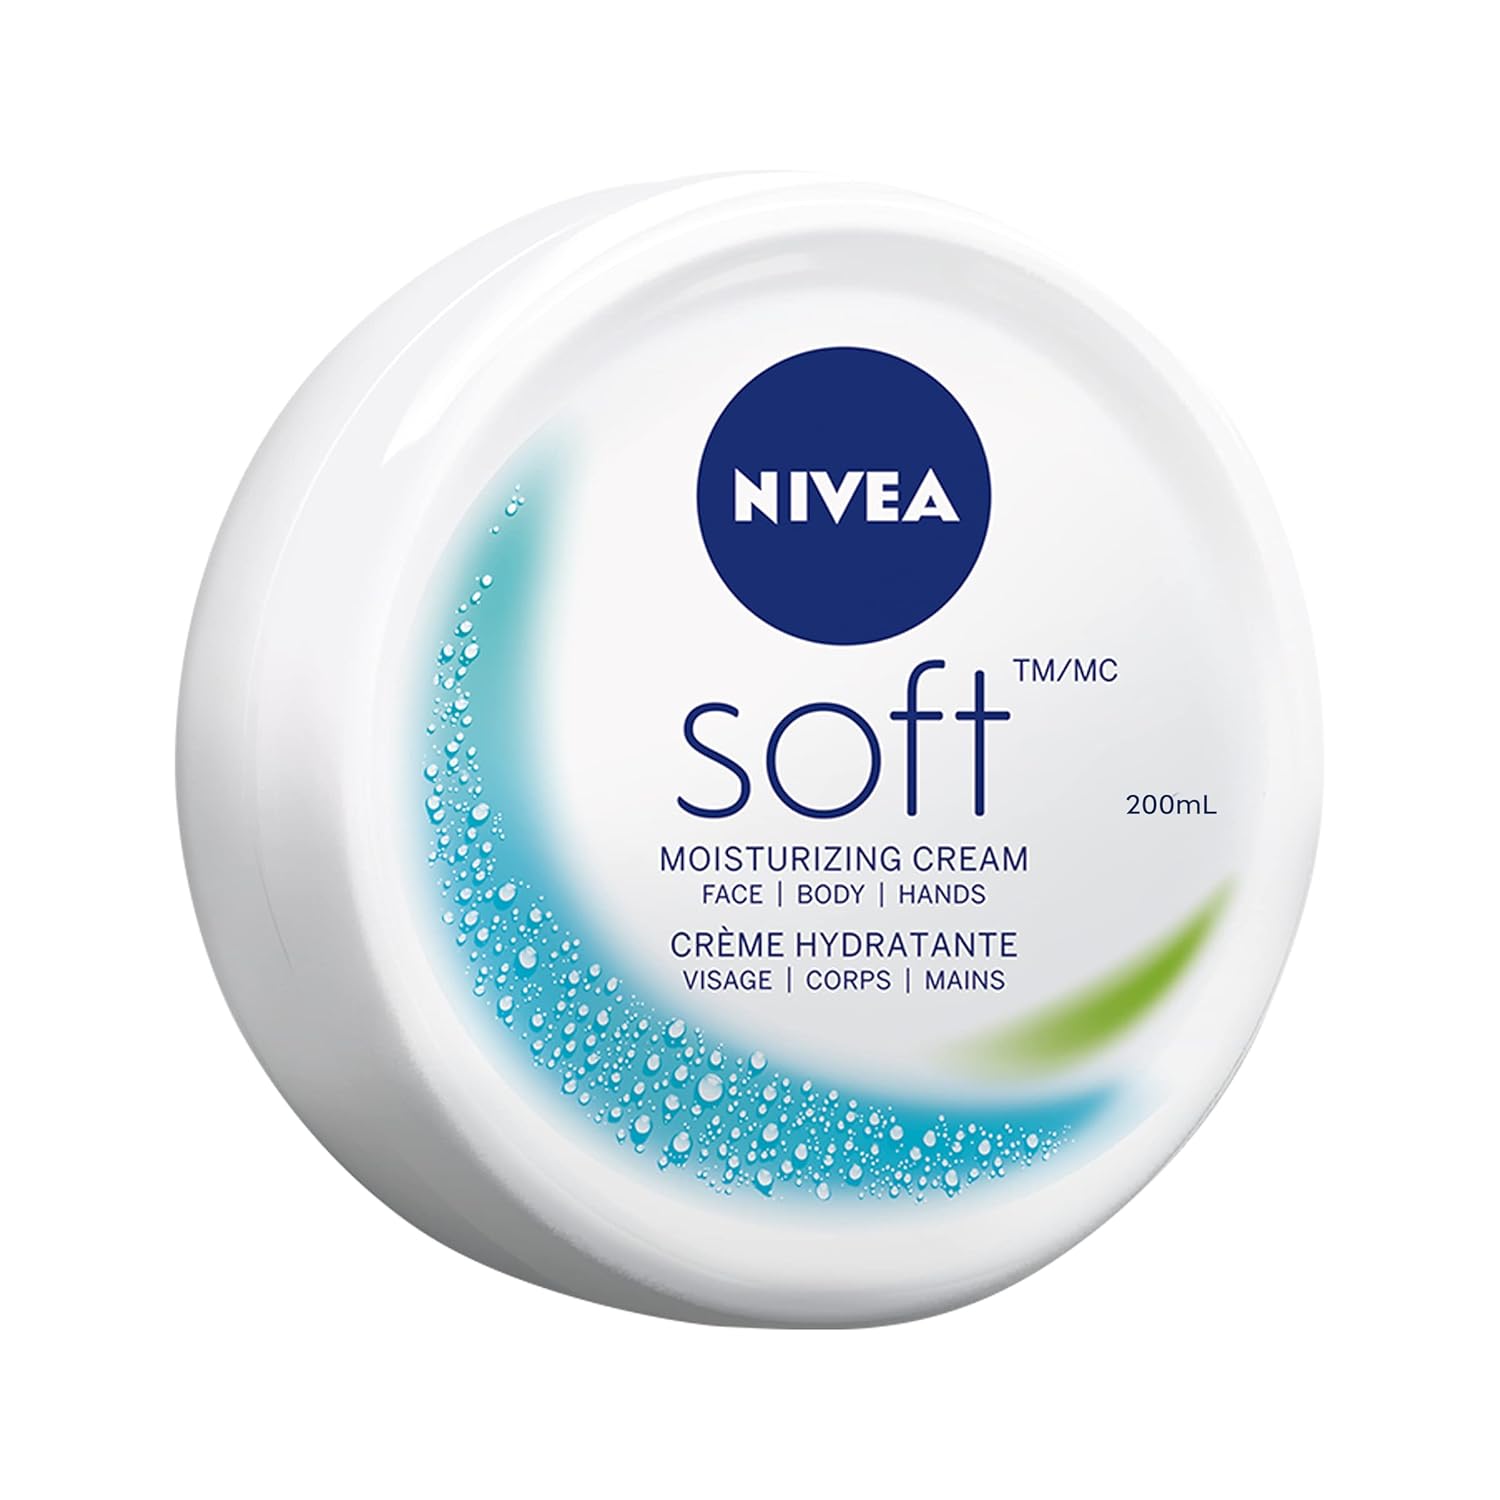 NIVEA
soft TM/MC
200mL
MOISTURIZING CREAM
FACE | BODY | HANDS
CRÈME HYDRATANTE
VISAGE | CORPS | MAINS